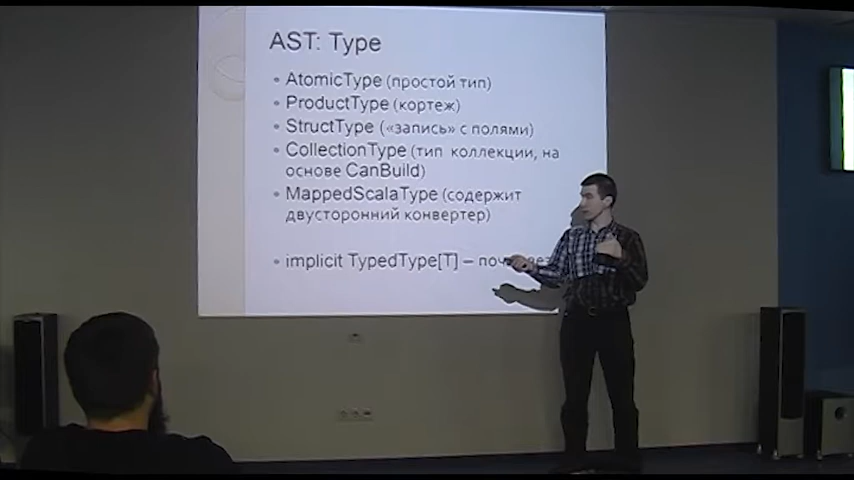 AST: Type
• AtomicType (простой тип)
• ProductType (кортеж)
• StructType («запись» с полями)
• CollectionType (тип коллекции, на
основе CanBuild)
• MappedScalaType (содержит
двусторонний конвертер)
• implicit TypedType[T] –